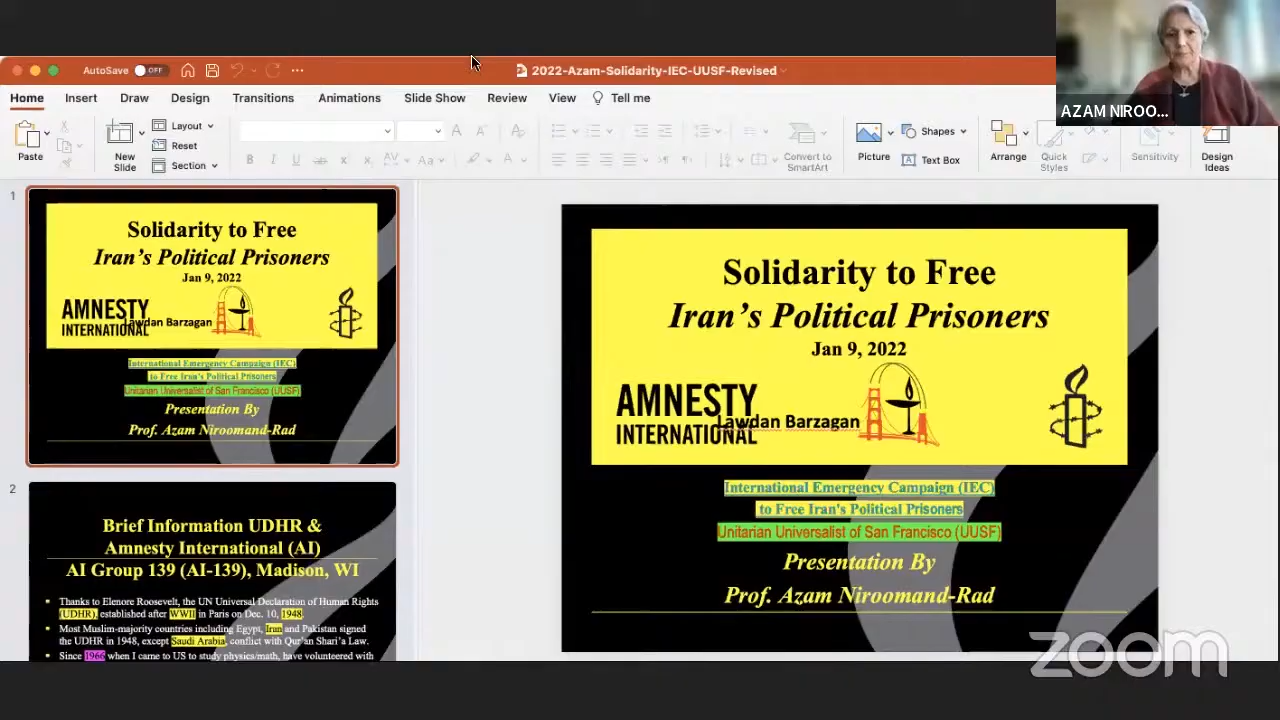 AZAM NIROO...
AutoSave OFF
2022-Azam-Solidarity-IEC-UUSF-Revised
Home Insert Draw Design Transitions Animations Slide Show Review View Tell me
Paste
New Slide
Layout
Reset
Section
Convert to SmartArt
Picture
Shapes
Text Box
Arrange
Quick Styles
Sensitivity
Design Ideas
1
Solidarity to Free
Iran's Political Prisoners
Jan 9, 2022
AMNESTY
INTERNATIONAL
Lawdan Barzagan
International Emergency Campaign (IEC)
to Free Iran's Political Prisoners
Unitarian Universalist of San Francisco (UUSF)
Presentation By
Prof. Azam Niroomand-Rad
2
Brief Information UDHR &
Amnesty International (AI)
AI Group 139 (AI-139), Madison, WI
Thanks to Elenore Roosevelt, the UN Universal Declaration of Human Rights
(UDHR), established after WWII in Paris on Dec. 10, 1948.
Most Muslim-majority countries including Egypt, Iran and Pakistan signed
the UDHR in 1948, except Saudi Arabia, conflict with Qur'an Shari'a Law.
Since 1966 when I came to US to study physics/math, have volunteered with
Solidarity to Free
Iran's Political Prisoners
Jan 9, 2022
AMNESTY
INTERNATIONAL
Lawdan Barzagan
International Emergency Campaign (IEC)
to Free Iran's Political Prisoners
Unitarian Universalist of San Francisco (UUSF)
Presentation By
Prof. Azam Niroomand-Rad
zoom